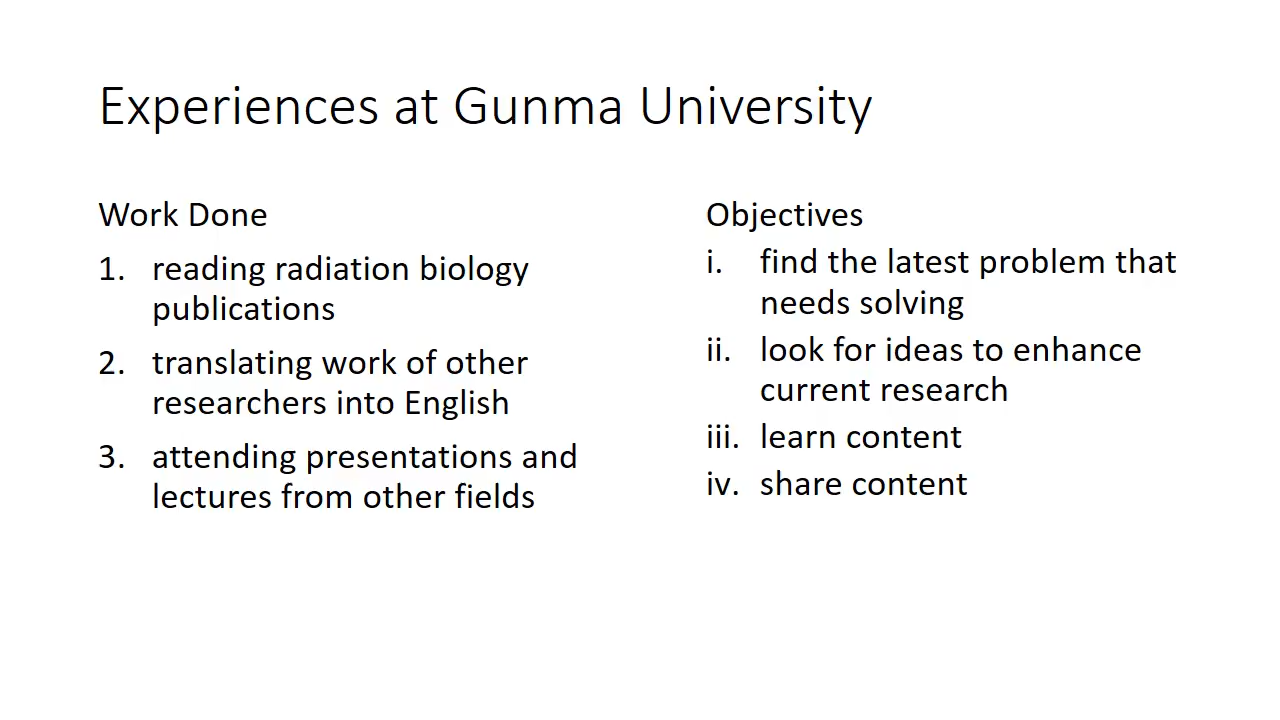 Experiences at Gunma University
Work Done
1. reading radiation biology
publications
2. translating work of other
researchers into English
3. attending presentations and
lectures from other fields
Objectives
i. find the latest problem that
needs solving
ii. look for ideas to enhance
current research
iii. learn content
iv. share content